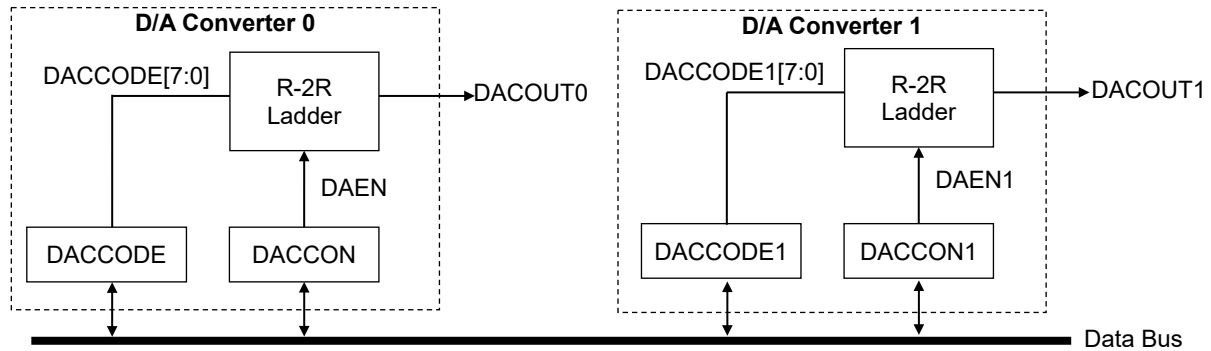 D/A Converter 0
DACCODE[7:0]
R-2R
Ladder
DACOUT0
DAEN
DACCODE
DACCON
D/A Converter 1
DACCODE1[7:0]
R-2R
Ladder
DACOUT1
DAEN1
DACCODE1
DACCON1
Data Bus